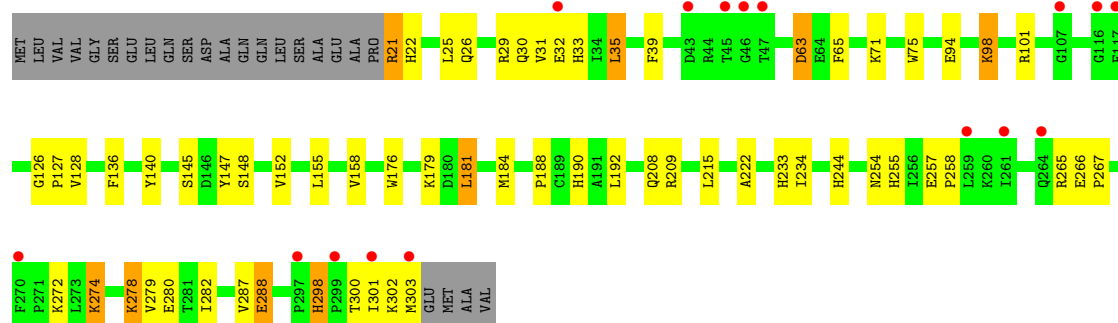 MET LEU VAL VAL GLY SER GLU LEU GLN SER ASP ALA GLN GLN LEU SER ALA GLU ALA PRO R21 H22 L25 Q26 R29 Q30 V31 E32 H33 I34 L35 F39 D43 R44 T45 G46 T47 D63 E64 F65 K71 W75 E94 K98 R101 G107 G116 E117
G126 P127 V128 F136 Y140 S145 D146 Y147 S148 V152 L155 V158 W176 K179 D180 L181 M184 P188 C189 H190 A191 L192 Q208 R209 L215 A222 H233 I234 H244 N254 H255 I256 E257 P258 L259 K260 I261 Q264 R265 E266 P267
F270 P271 K272 L273 K274 K278 V279 E280 T281 I282 V287 E288 P297 H298 P299 T300 I301 K302 M303 GLU MET ALA VAL